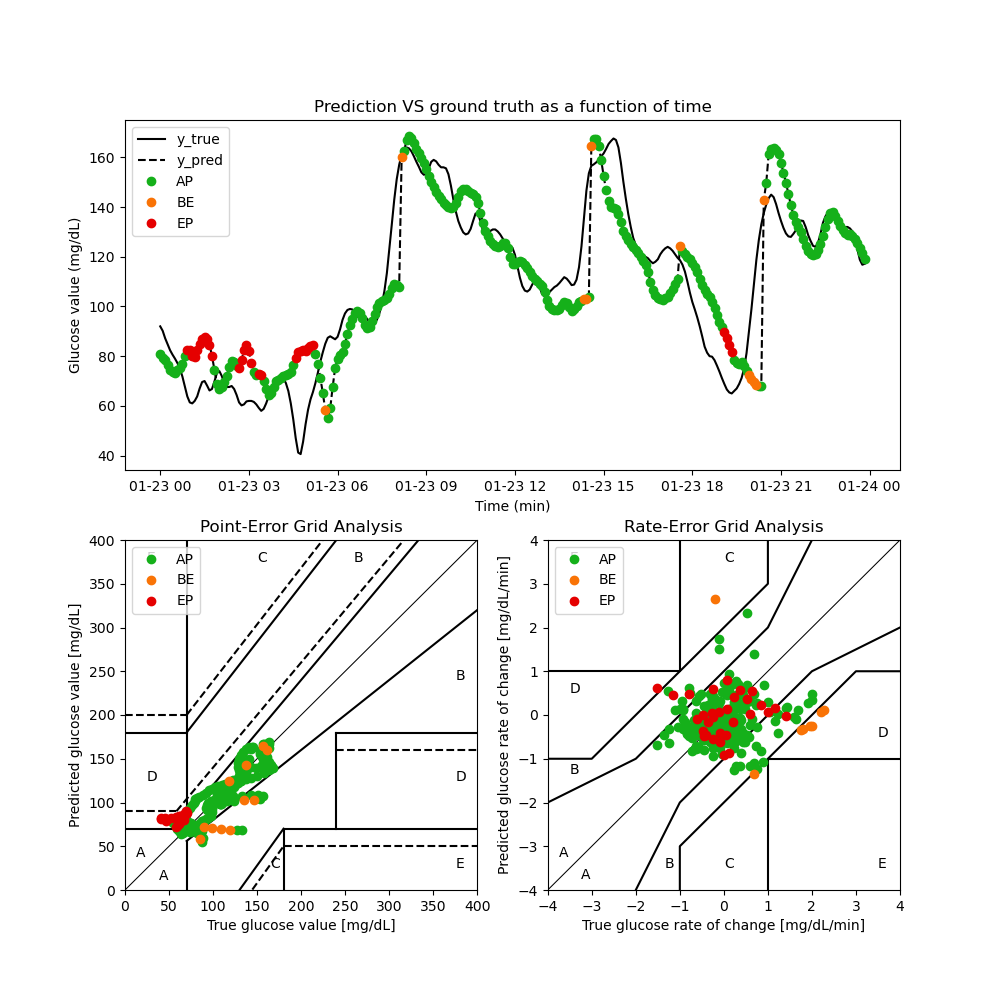 Prediction VS ground truth as a function of time
Glucose value (mg/dL)
160
140
120
100
80
60
40
y_true
y_pred
AP
BE
EP
01-23 00 01-23 03 01-23 06 01-23 09 01-23 12 01-23 15 01-23 18 01-23 21 01-24 00
Time (min)
Point-Error Grid Analysis
Predicted glucose value [mg/dL]
400
350
300
250
200
150
100
50
0
AP
BE
EP
C
B
B
D
D
A
A
C
E
0 50 100 150 200 250 300 350 400
True glucose value [mg/dL]
Rate-Error Grid Analysis
Predicted glucose rate of change [mg/dL/min]
4
3
2
1
0
−1
−2
−3
−4
AP
BE
EP
C
D
D
B
A
A
B
C
E
−4 −3 −2 −1 0 1 2 3 4
True glucose rate of change [mg/dL/min]